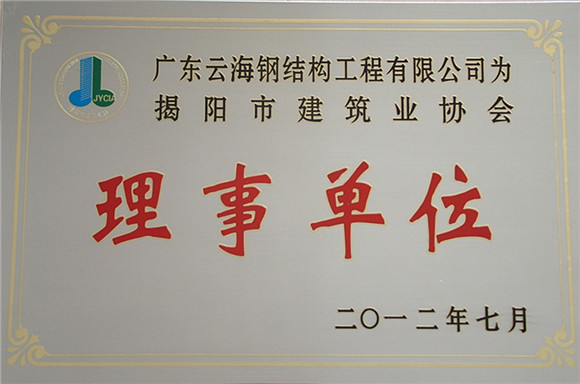 JYCIA
广东云海钢结构工程有限公司为
揭阳市建筑业协会
理事单位
二〇一二年七月